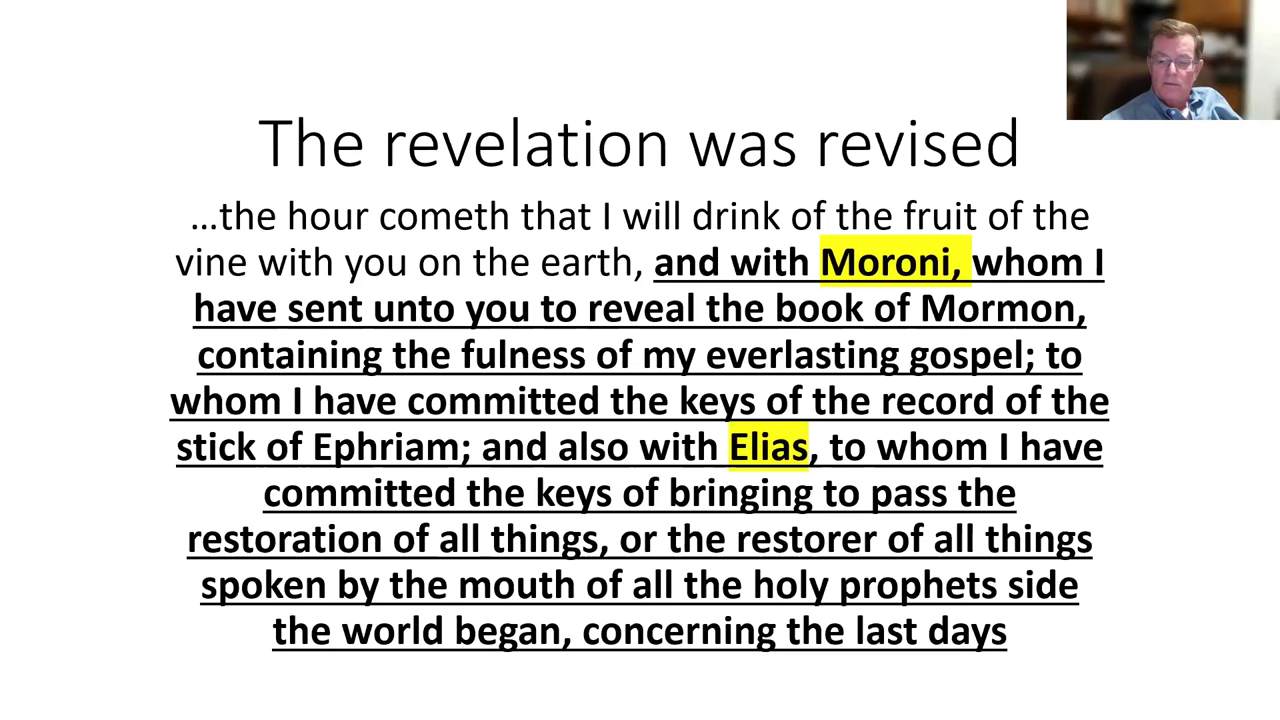 The revelation was revised
…the hour cometh that I will drink of the fruit of the
vine with you on the earth, and with Moroni, whom I
have sent unto you to reveal the book of Mormon,
containing the fulness of my everlasting gospel; to
whom I have committed the keys of the record of the
stick of Ephriam; and also with Elias, to whom I have
committed the keys of bringing to pass the
restoration of all things, or the restorer of all things
spoken by the mouth of all the holy prophets side
the world began, concerning the last days